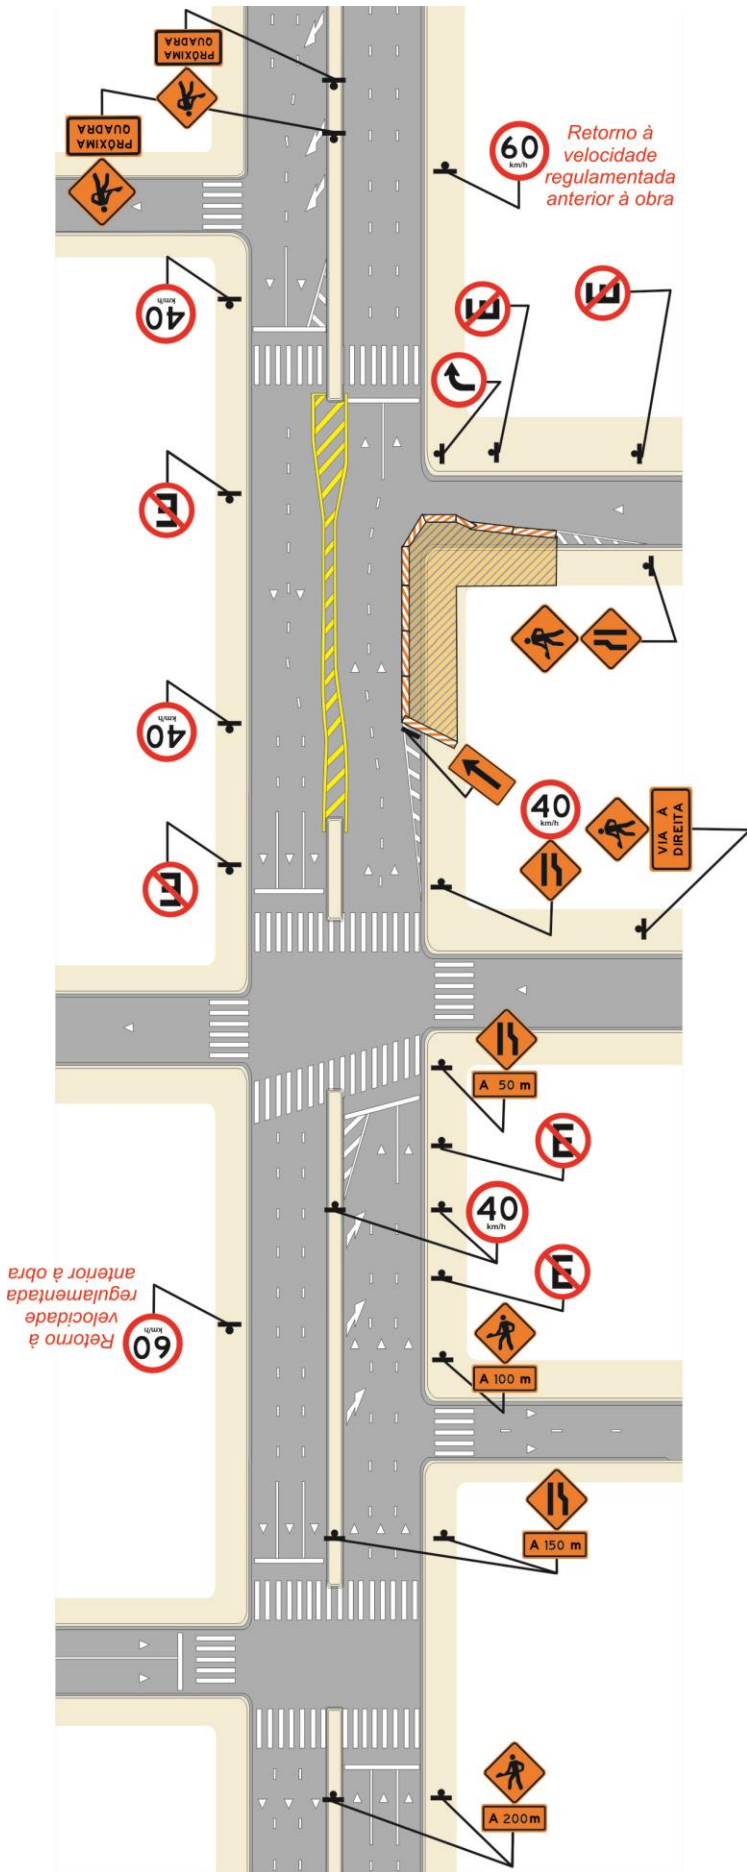 PRÓXIMA
QUADRA
PRÓXIMA
QUADRA
60
km/h
Retorno à
velocidade
regulamentada
anterior à obra
40
km/h
E
E
E
40
km/h
E
40
km/h
VIA À
DIREITA
A 50 m
E
40
km/h
E
Retorno à
velocidade
regulamentada
anterior à obra
60
km/h
A 100 m
A 150 m
A 200m